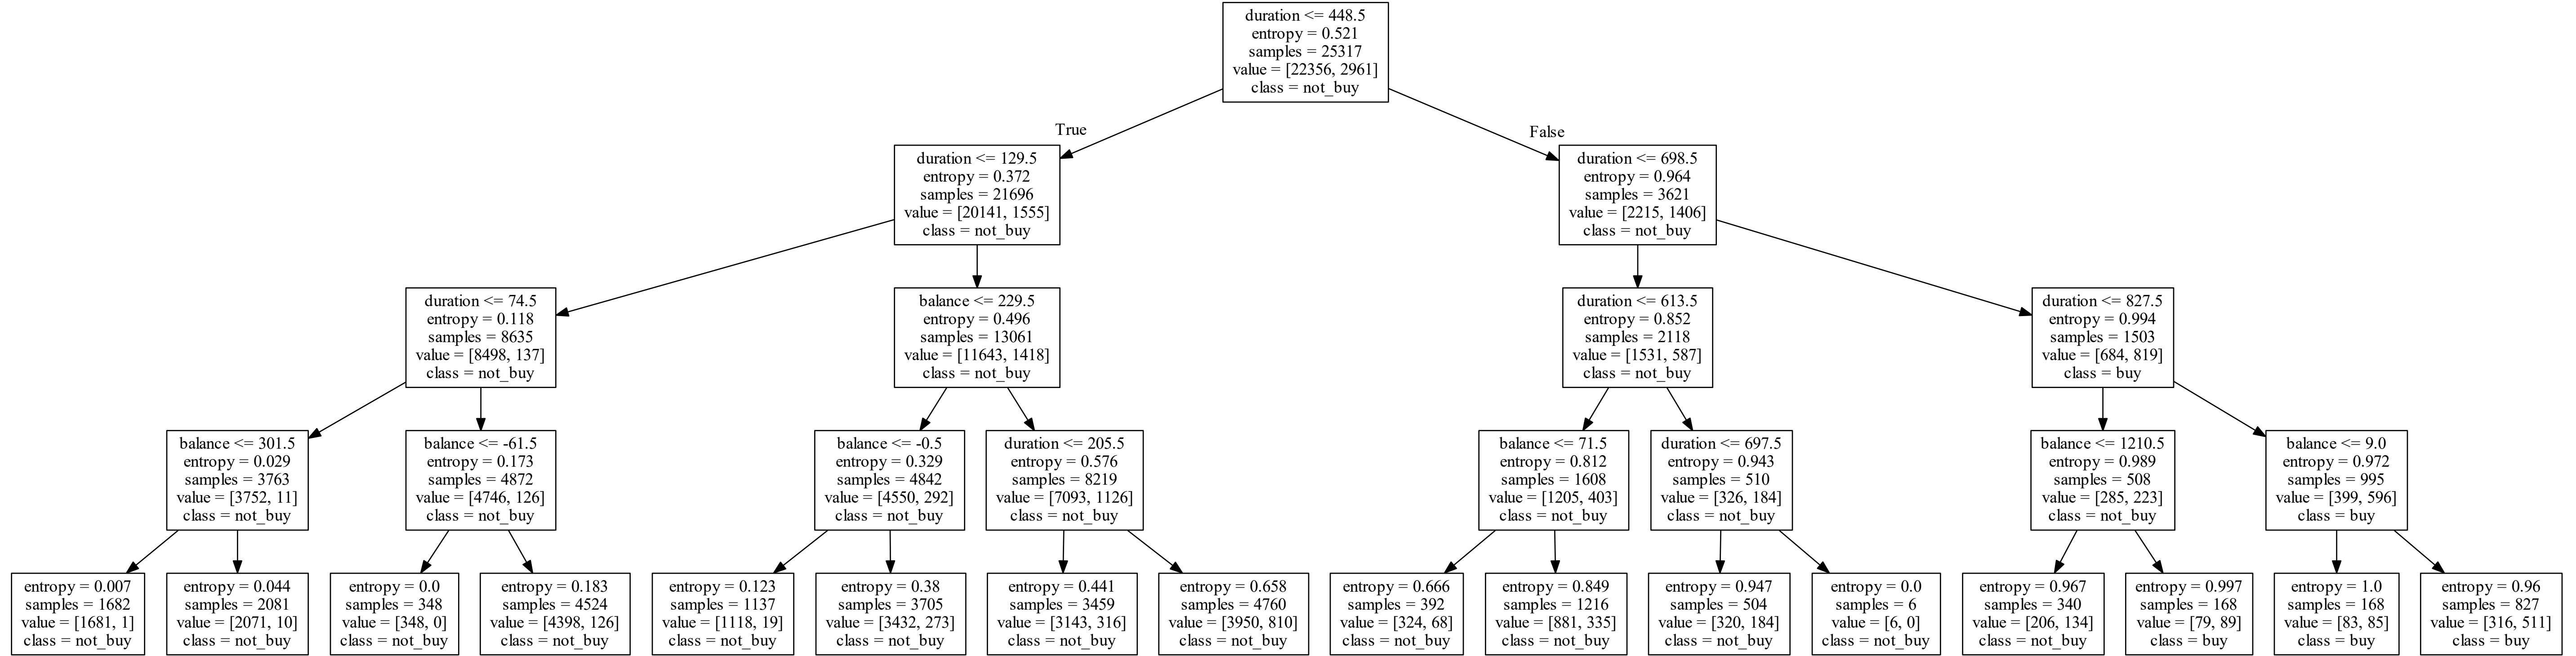 duration <= 448.5
entropy = 0.521
samples = 25317
value = [22356, 2961]
class = not_buy
True
False
duration <= 129.5
entropy = 0.372
samples = 21696
value = [20141, 1555]
class = not_buy
duration <= 698.5
entropy = 0.964
samples = 3621
value = [2215, 1406]
class = not_buy
duration <= 74.5
entropy = 0.118
samples = 8635
value = [8498, 137]
class = not_buy
balance <= 229.5
entropy = 0.496
samples = 13061
value = [11643, 1418]
class = not_buy
duration <= 613.5
entropy = 0.852
samples = 2118
value = [1531, 587]
class = not_buy
duration <= 827.5
entropy = 0.994
samples = 1503
value = [684, 819]
class = buy
balance <= 301.5
entropy = 0.029
samples = 3763
value = [3752, 11]
class = not_buy
balance <= -61.5
entropy = 0.173
samples = 4872
value = [4746, 126]
class = not_buy
balance <= -0.5
entropy = 0.329
samples = 4842
value = [4550, 292]
class = not_buy
duration <= 205.5
entropy = 0.576
samples = 8219
value = [7093, 1126]
class = not_buy
balance <= 71.5
entropy = 0.812
samples = 1608
value = [1205, 403]
class = not_buy
duration <= 697.5
entropy = 0.943
samples = 510
value = [326, 184]
class = not_buy
balance <= 1210.5
entropy = 0.989
samples = 508
value = [285, 223]
class = not_buy
balance <= 9.0
entropy = 0.972
samples = 995
value = [399, 596]
class = buy
entropy = 0.007
samples = 1682
value = [1681, 1]
class = not_buy
entropy = 0.044
samples = 2081
value = [2071, 10]
class = not_buy
entropy = 0.0
samples = 348
value = [348, 0]
class = not_buy
entropy = 0.183
samples = 4524
value = [4398, 126]
class = not_buy
entropy = 0.123
samples = 1137
value = [1118, 19]
class = not_buy
entropy = 0.38
samples = 3705
value = [3432, 273]
class = not_buy
entropy = 0.441
samples = 3459
value = [3143, 316]
class = not_buy
entropy = 0.658
samples = 4760
value = [3950, 810]
class = not_buy
entropy = 0.666
samples = 392
value = [324, 68]
class = not_buy
entropy = 0.849
samples = 1216
value = [881, 335]
class = not_buy
entropy = 0.947
samples = 504
value = [320, 184]
class = not_buy
entropy = 0.0
samples = 6
value = [6, 0]
class = not_buy
entropy = 0.967
samples = 340
value = [206, 134]
class = not_buy
entropy = 0.997
samples = 168
value = [79, 89]
class = buy
entropy = 1.0
samples = 168
value = [83, 85]
class = buy
entropy = 0.96
samples = 827
value = [316, 511]
class = buy